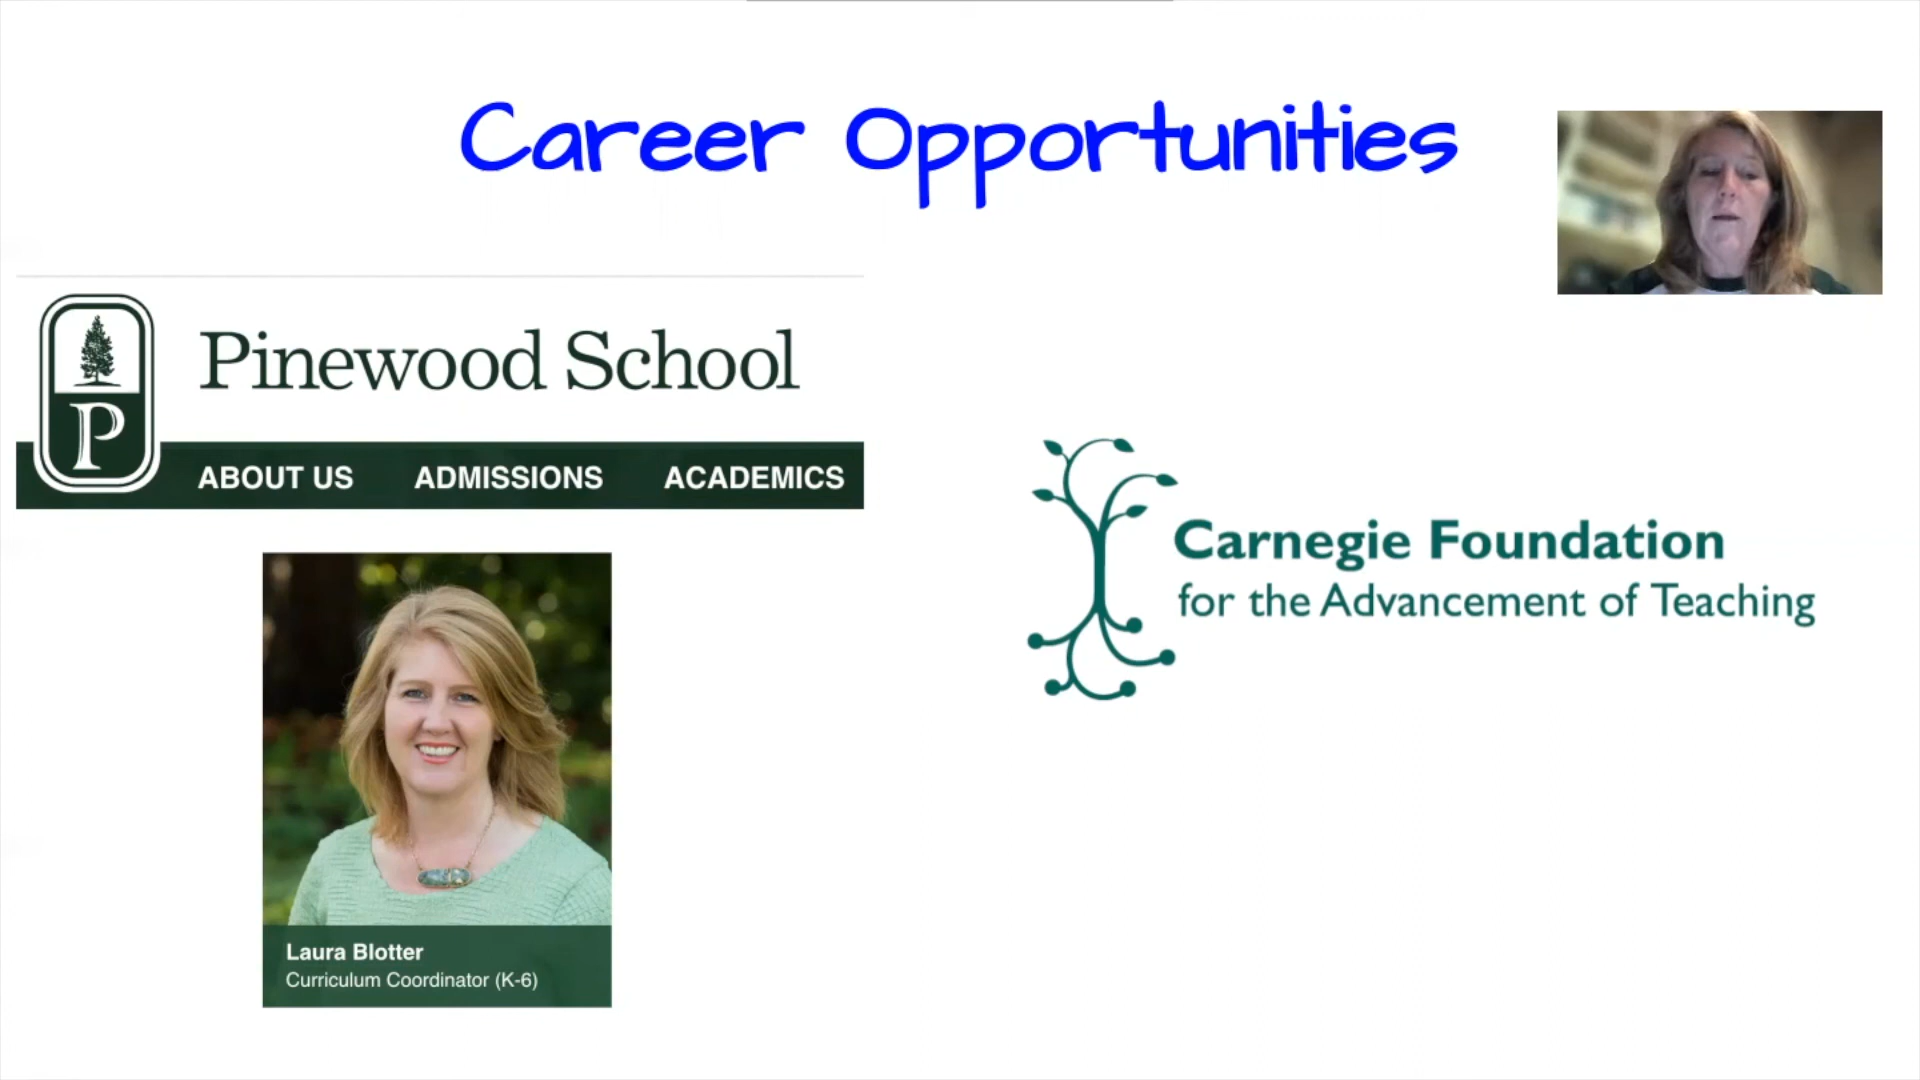 Career Opportunities
Pinewood School
P
ABOUT US ADMISSIONS ACADEMICS
Carnegie Foundation
for the Advancement of Teaching
Laura Blotter
Curriculum Coordinator (K-6)